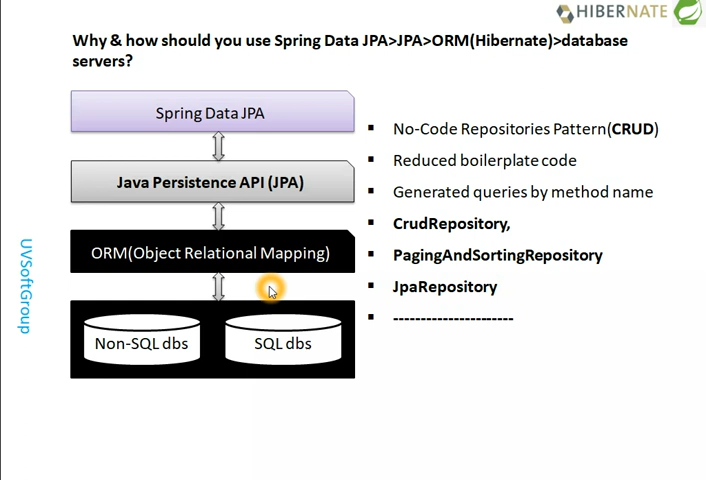 HIBERNATE
Why & how should you use Spring Data JPA>JPA>ORM(Hibernate)>database
servers?
Spring Data JPA
Java Persistence API (JPA)
ORM(Object Relational Mapping)
Non-SQL dbs
SQL dbs
▪ No-Code Repositories Pattern(CRUD)
▪ Reduced boilerplate code
▪ Generated queries by method name
▪ CrudRepository,
▪ PagingAndSortingRepository
▪ JpaRepository
▪ ----------------------
UVSoftGroup